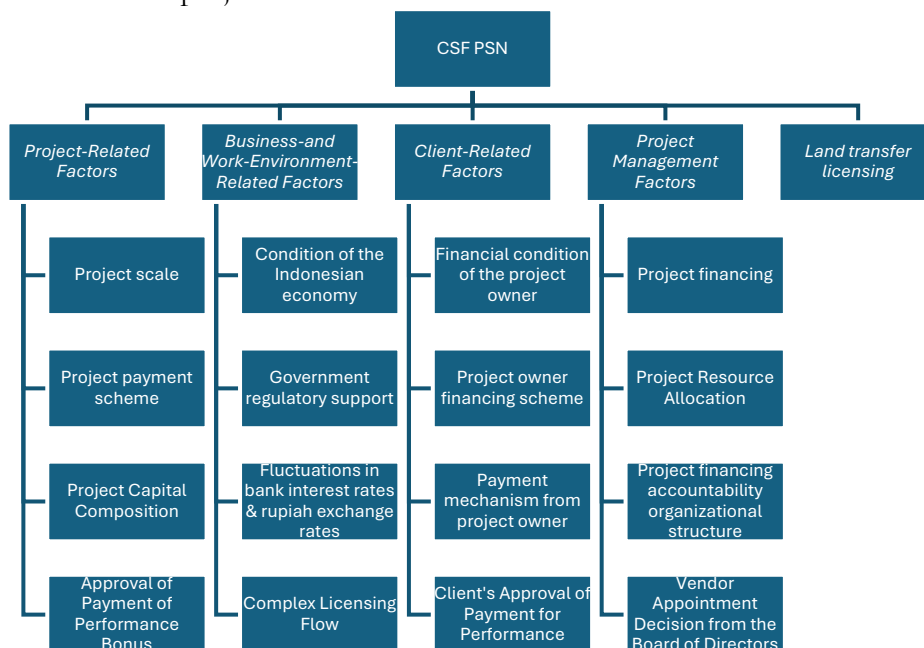 CSF PSN
Project-Related
Factors
Business-and
Work-Environment-
Related Factors
Client-Related
Factors
Project
Management
Factors
Land transfer
licensing
Project scale
Condition of the
Indonesian
economy
Financial condition
of the project
owner
Project financing
Project payment
scheme
Government
regulatory support
Project owner
financing scheme
Project Resource
Allocation
Project Capital
Composition
Fluctuations in
bank interest rates
& rupiah exchange
rates
Payment
mechanism from
project owner
Project financing
accountability
organizational
structure
Approval of
Payment of
Performance
Bonus
Complex Licensing
Flow
Client's Approval of
Payment for
Performance
Vendor
Appointment
Decision from the
Board of Directors